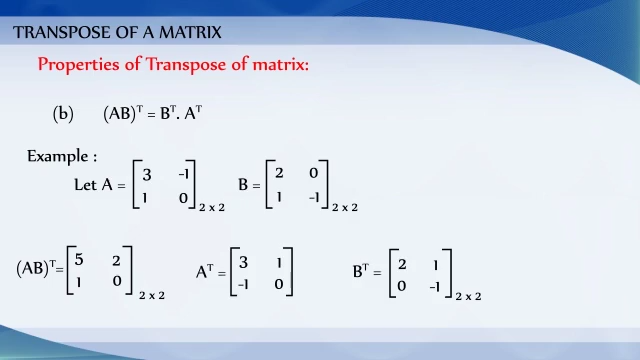 TRANSPOSE OF A MATRIX
Properties of Transpose of matrix:
(b) (AB)ᵀ = Bᵀ. Aᵀ
Example :
Let A = [3 -1
1 0] 2 x 2 B = [2 0
1 -1] 2 x 2
(AB)ᵀ= [5 2
1 0] 2 x 2 Aᵀ = [3 1
-1 0] Bᵀ = [2 1
0 -1] 2 x 2